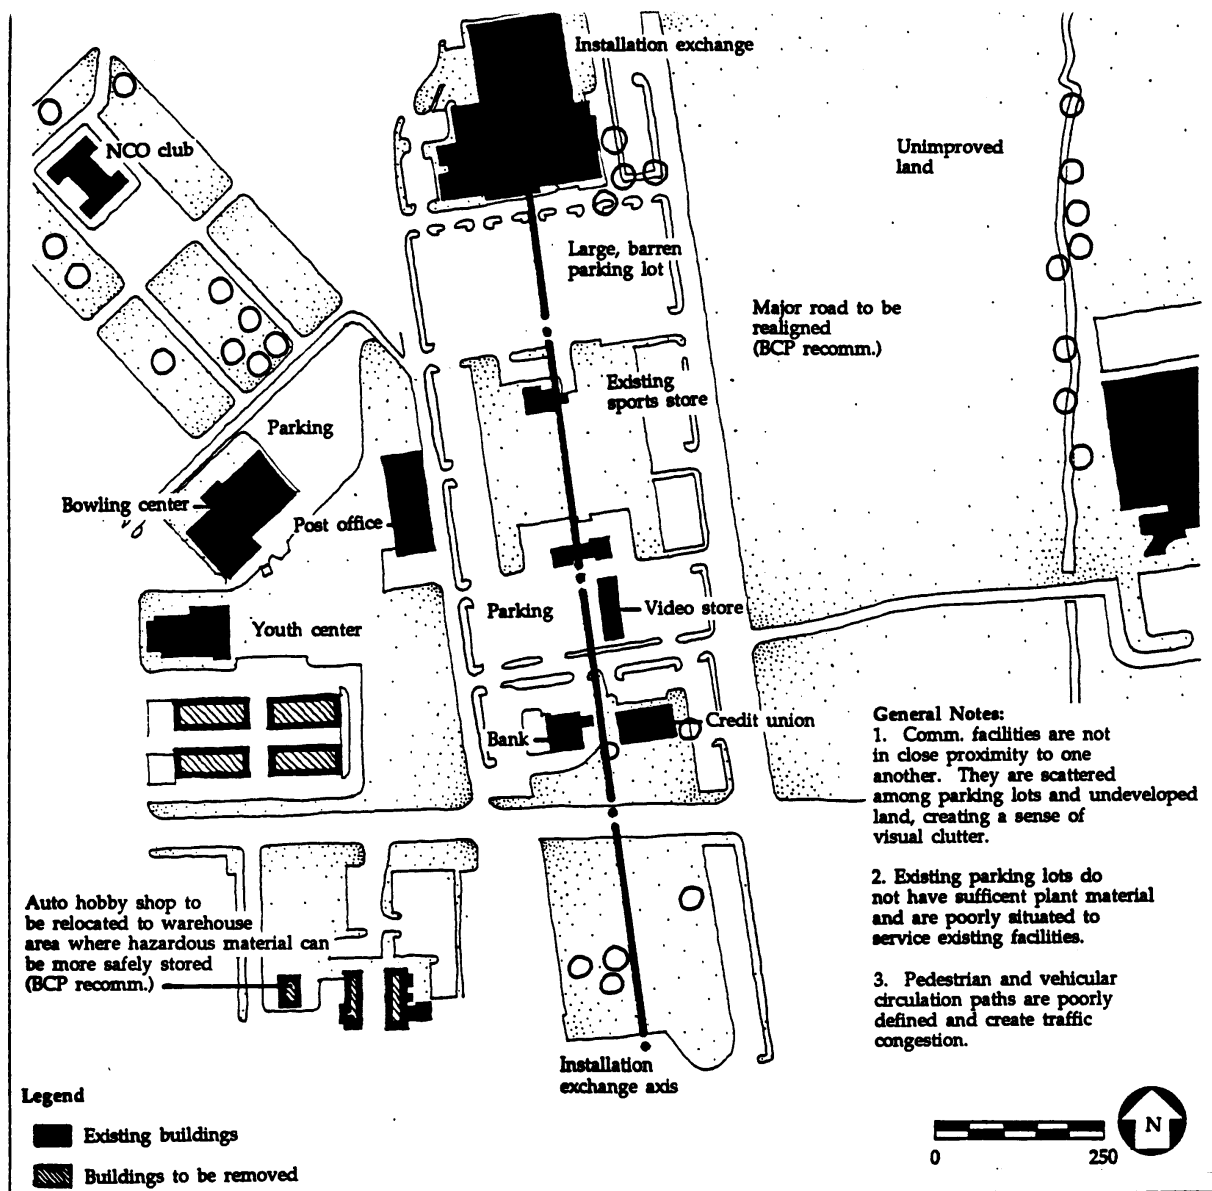 Installation exchange
NCO club
Unimproved
land
Large, barren
parking lot
Major road to be
realigned
(BCP recomm.)
Existing
sports store
Parking
Bowling center
Post office
Parking
Video store
Youth center
Credit union
Bank
General Notes:
1. Comm. facilities are not
in close proximity to one
another. They are scattered
among parking lots and undeveloped
land, creating a sense of
visual clutter.
2. Existing parking lots do
not have sufficent plant material
and are poorly situated to
service existing facilities.
3. Pedestrian and vehicular
circulation paths are poorly
defined and create traffic
congestion.
Auto hobby shop to
be relocated to warehouse
area where hazardous material can
be more safely stored
(BCP recomm.)
Installation
exchange axis
Legend
Existing buildings
Buildings to be removed
N
0 250